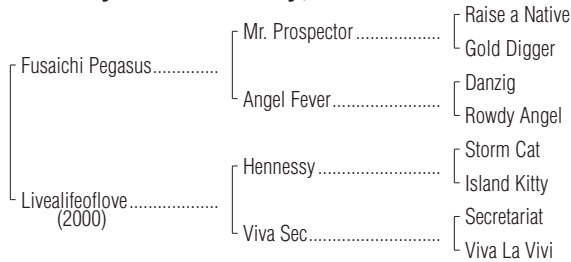 Raise a Native
Mr. Prospector...................
Gold Digger
Fusaichi Pegasus..............
Danzig
Angel Fever........................
Rowdy Angel
Storm Cat
Hennessy...........................
Island Kitty
Livealifeoflove...................
(2000)
Secretariat
Viva Sec.............................
Viva La Vivi